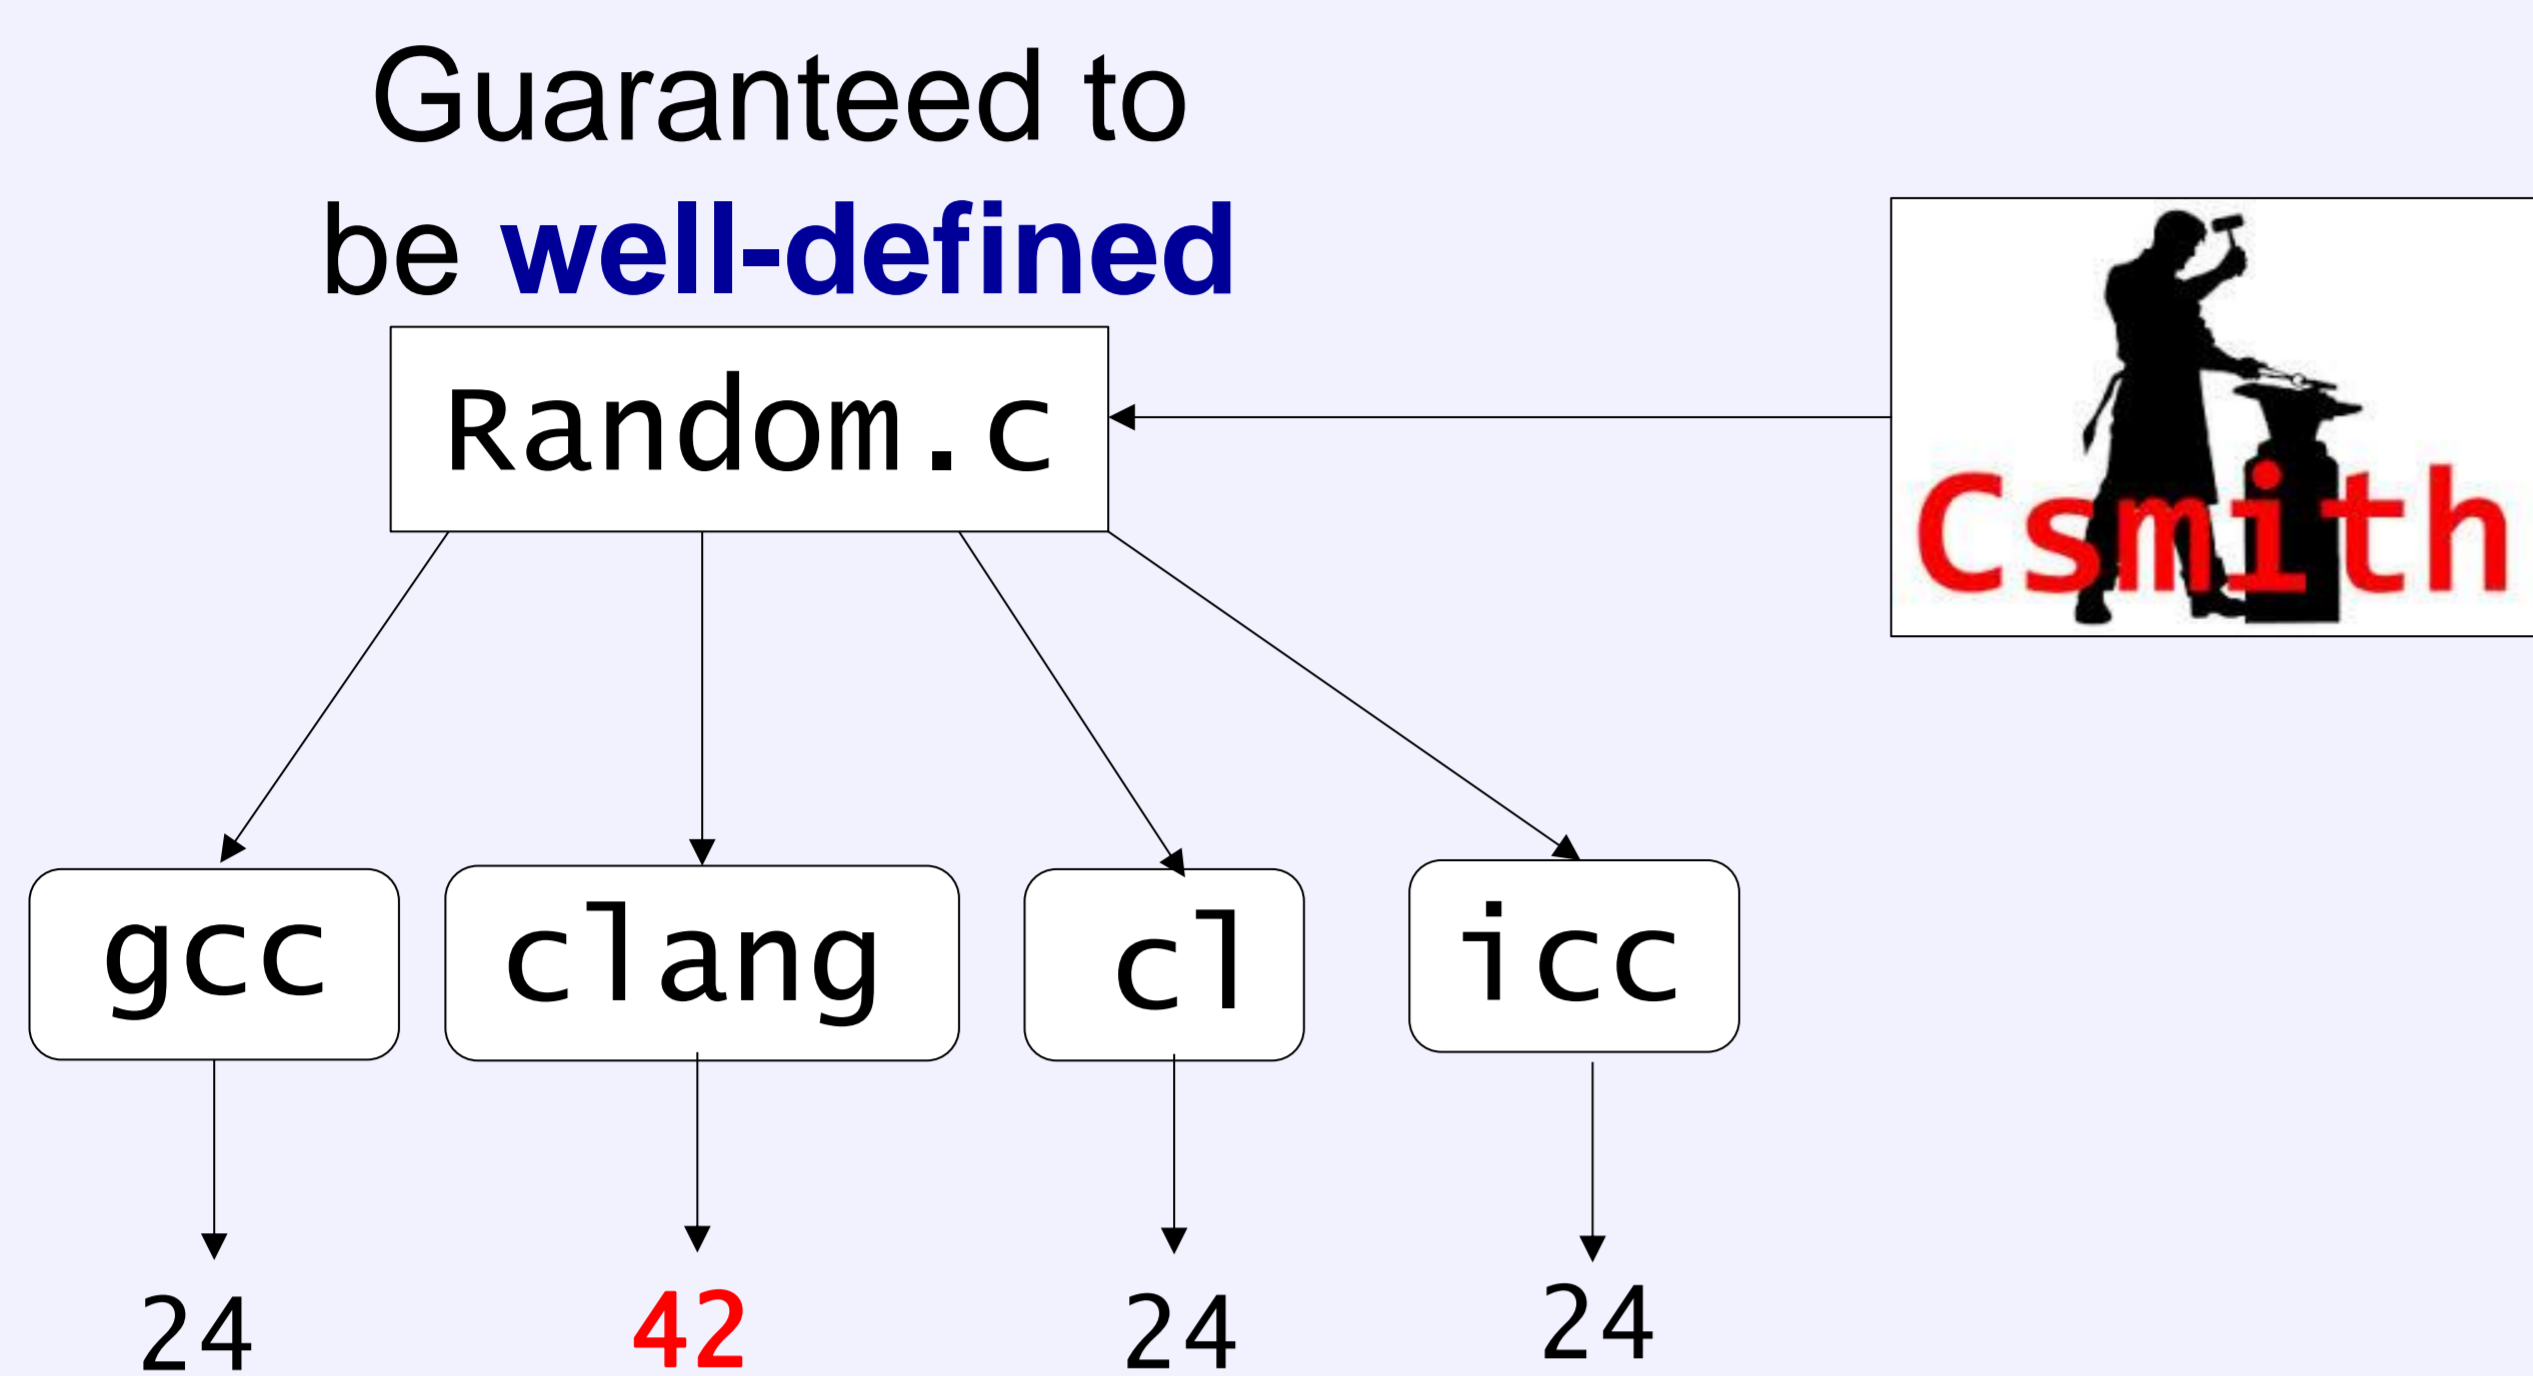 Guaranteed to
be well-defined
Random.c
Csmith
gcc
clang
cl
icc
24
42
24
24